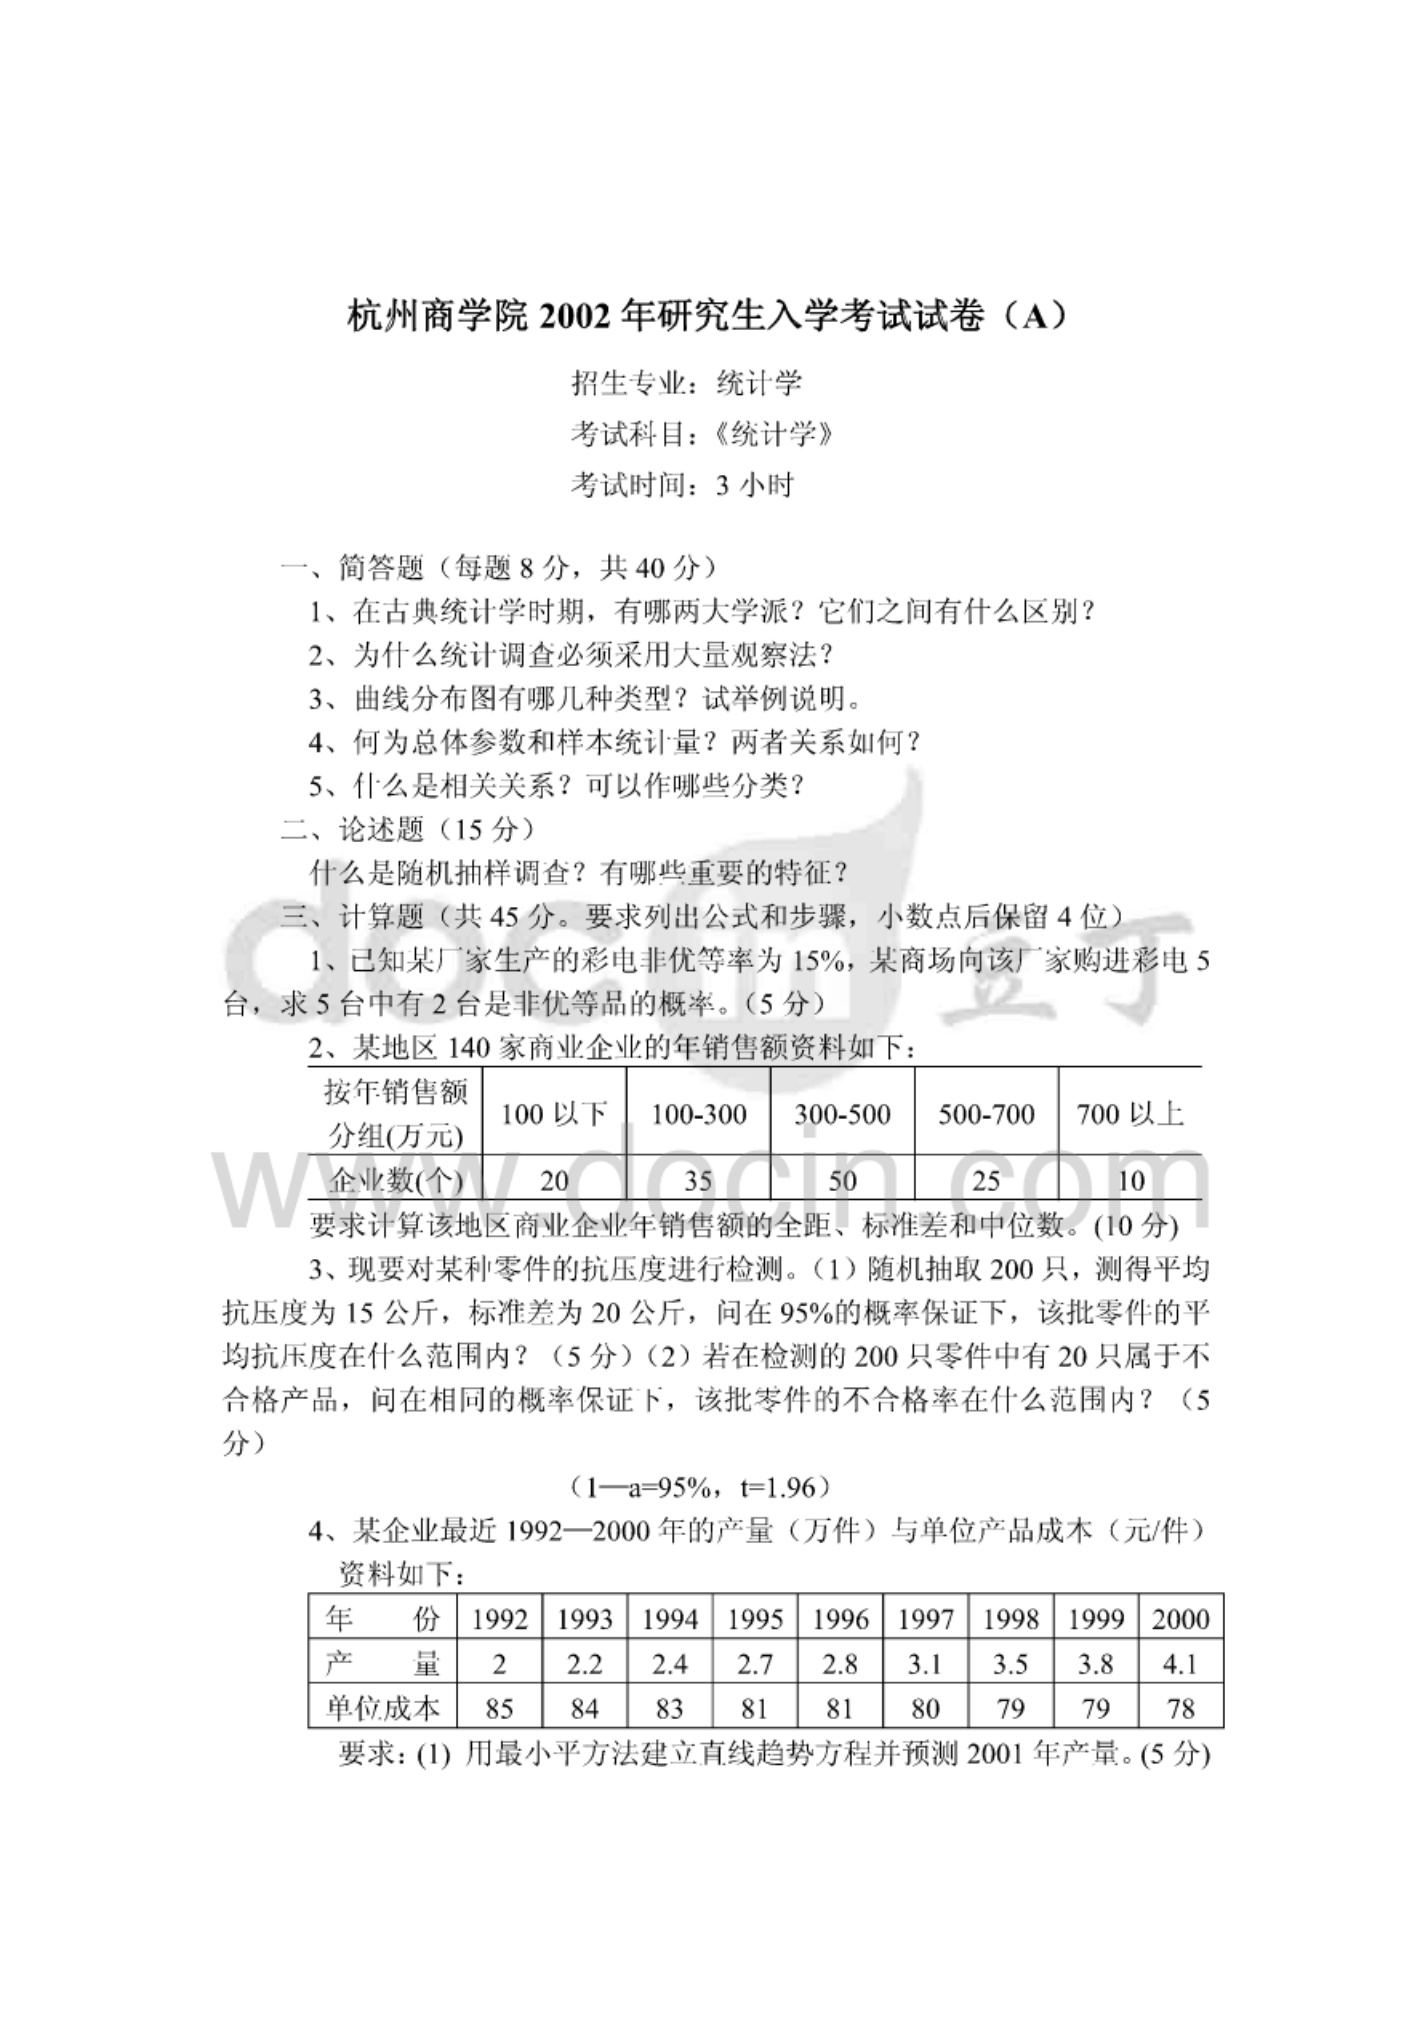 杭州商学院 2002 年研究生入学考试试卷（A）
招生专业：统计学
考试科目：《统计学》
考试时间：3 小时
一、简答题（每题 8 分，共 40 分）
1、在古典统计学时期，有哪两大学派？它们之间有什么区别？
2、为什么统计调查必须采用大量观察法？
3、曲线分布图有哪几种类型？试举例说明。
4、何为总体参数和样本统计量？两者关系如何？
5、什么是相关关系？可以作哪些分类？
二、论述题（15 分）
什么是随机抽样调查？有哪些重要的特征？
三、计算题（共 45 分。要求列出公式和步骤，小数点后保留 4 位）
1、已知某厂家生产的彩电非优等率为 15%，某商场向该厂家购进彩电 5
台，求 5 台中有 2 台是非优等品的概率。（5 分）
2、某地区 140 家商业企业的年销售额资料如下：
按年销售额分组(万元) 100 以下 100-300 300-500 500-700 700 以上
企业数(个) 20 35 50 25 10
要求计算该地区商业企业年销售额的全距、标准差和中位数。(10 分)
3、现要对某种零件的抗压度进行检测。（1）随机抽取 200 只，测得平均
抗压度为 15 公斤，标准差为 20 公斤，问在 95%的概率保证下，该批零件的平
均抗压度在什么范围内？（5 分）（2）若在检测的 200 只零件中有 20 只属于不
合格产品，问在相同的概率保证下，该批零件的不合格率在什么范围内？（5
分）
（1—a=95%，t=1.96）
4、某企业最近 1992—2000 年的产量（万件）与单位产品成本（元/件）
资料如下：
年 份 1992 1993 1994 1995 1996 1997 1998 1999 2000
产 量 2 2.2 2.4 2.7 2.8 3.1 3.5 3.8 4.1
单位成本 85 84 83 81 81 80 79 79 78
要求：(1) 用最小平方法建立直线趋势方程并预测 2001 年产量。(5 分)
docin 豆丁
www.docin.com